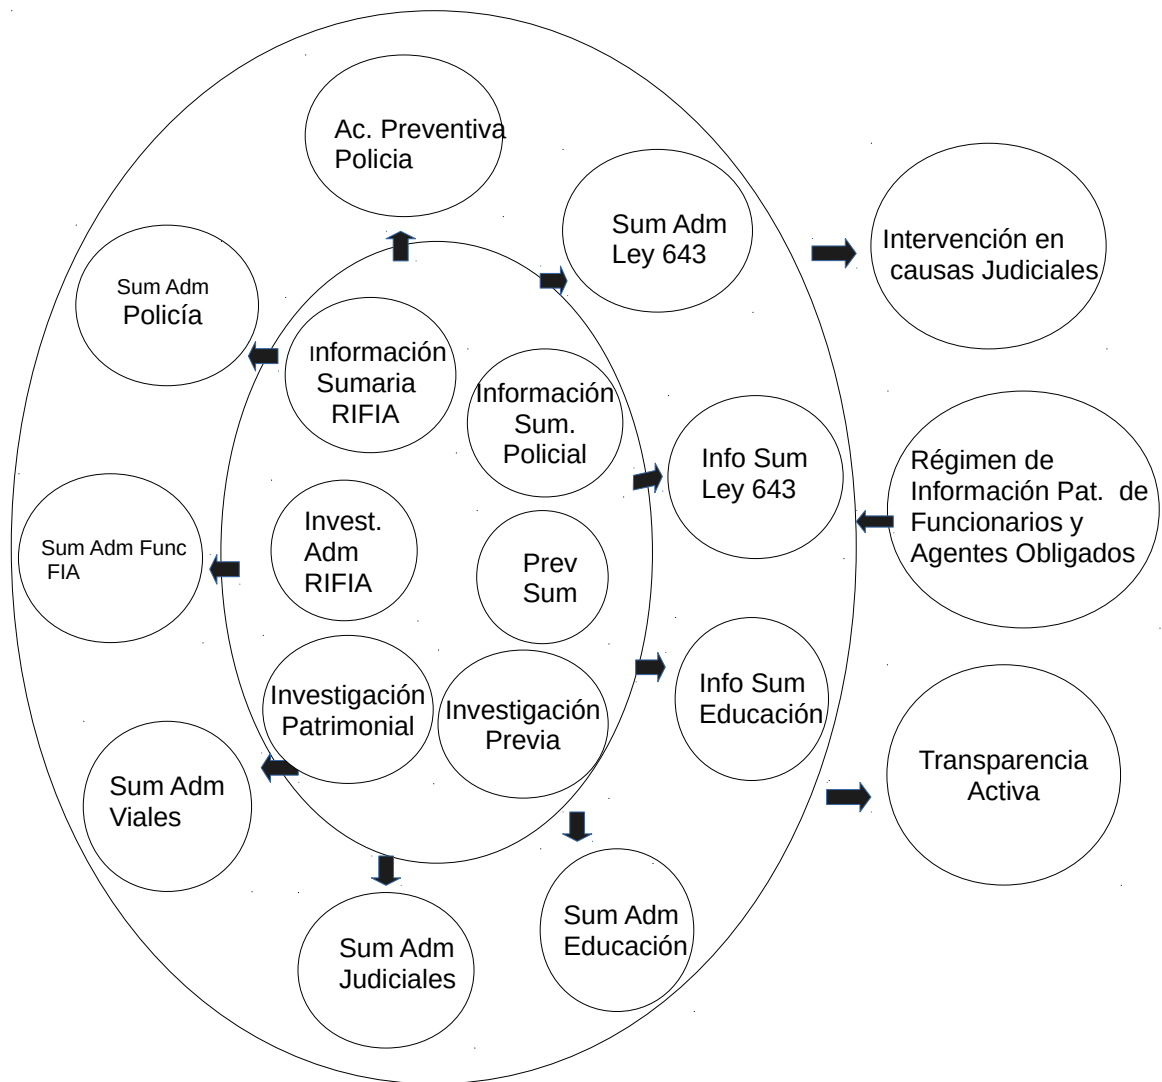 Ac. Preventiva
Policia
Sum Adm
Ley 643
Intervención en
causas Judiciales
Sum Adm
Policía
Información
Sumaria
RIFIA
Información
Sum.
Policial
Info Sum
Ley 643
Régimen de
Información Pat. de
Funcionarios y
Agentes Obligados
Sum Adm Func
FIA
Invest.
Adm
RIFIA
Prev
Sum
Investigación
Patrimonial
Investigación
Previa
Info Sum
Educación
Sum Adm
Viales
Transparencia
Activa
Sum Adm
Judiciales
Sum Adm
Educación